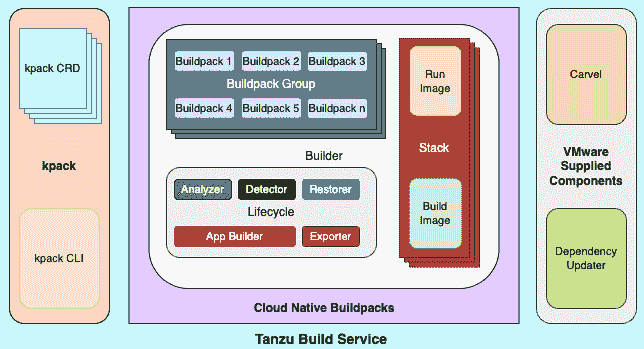 kpack CRD
kpack
kpack CLI
Buildpack 1 Buildpack 2 Buildpack 3
Buildpack Group
Buildpack 4 Buildpack 5 Buildpack n
Builder
Analyzer Detector Restorer
Lifecycle
App Builder Exporter
Run
Image
Stack
Build
Image
Cloud Native Buildpacks
Carvel
VMware
Supplied
Components
Dependency
Updater
Tanzu Build Service